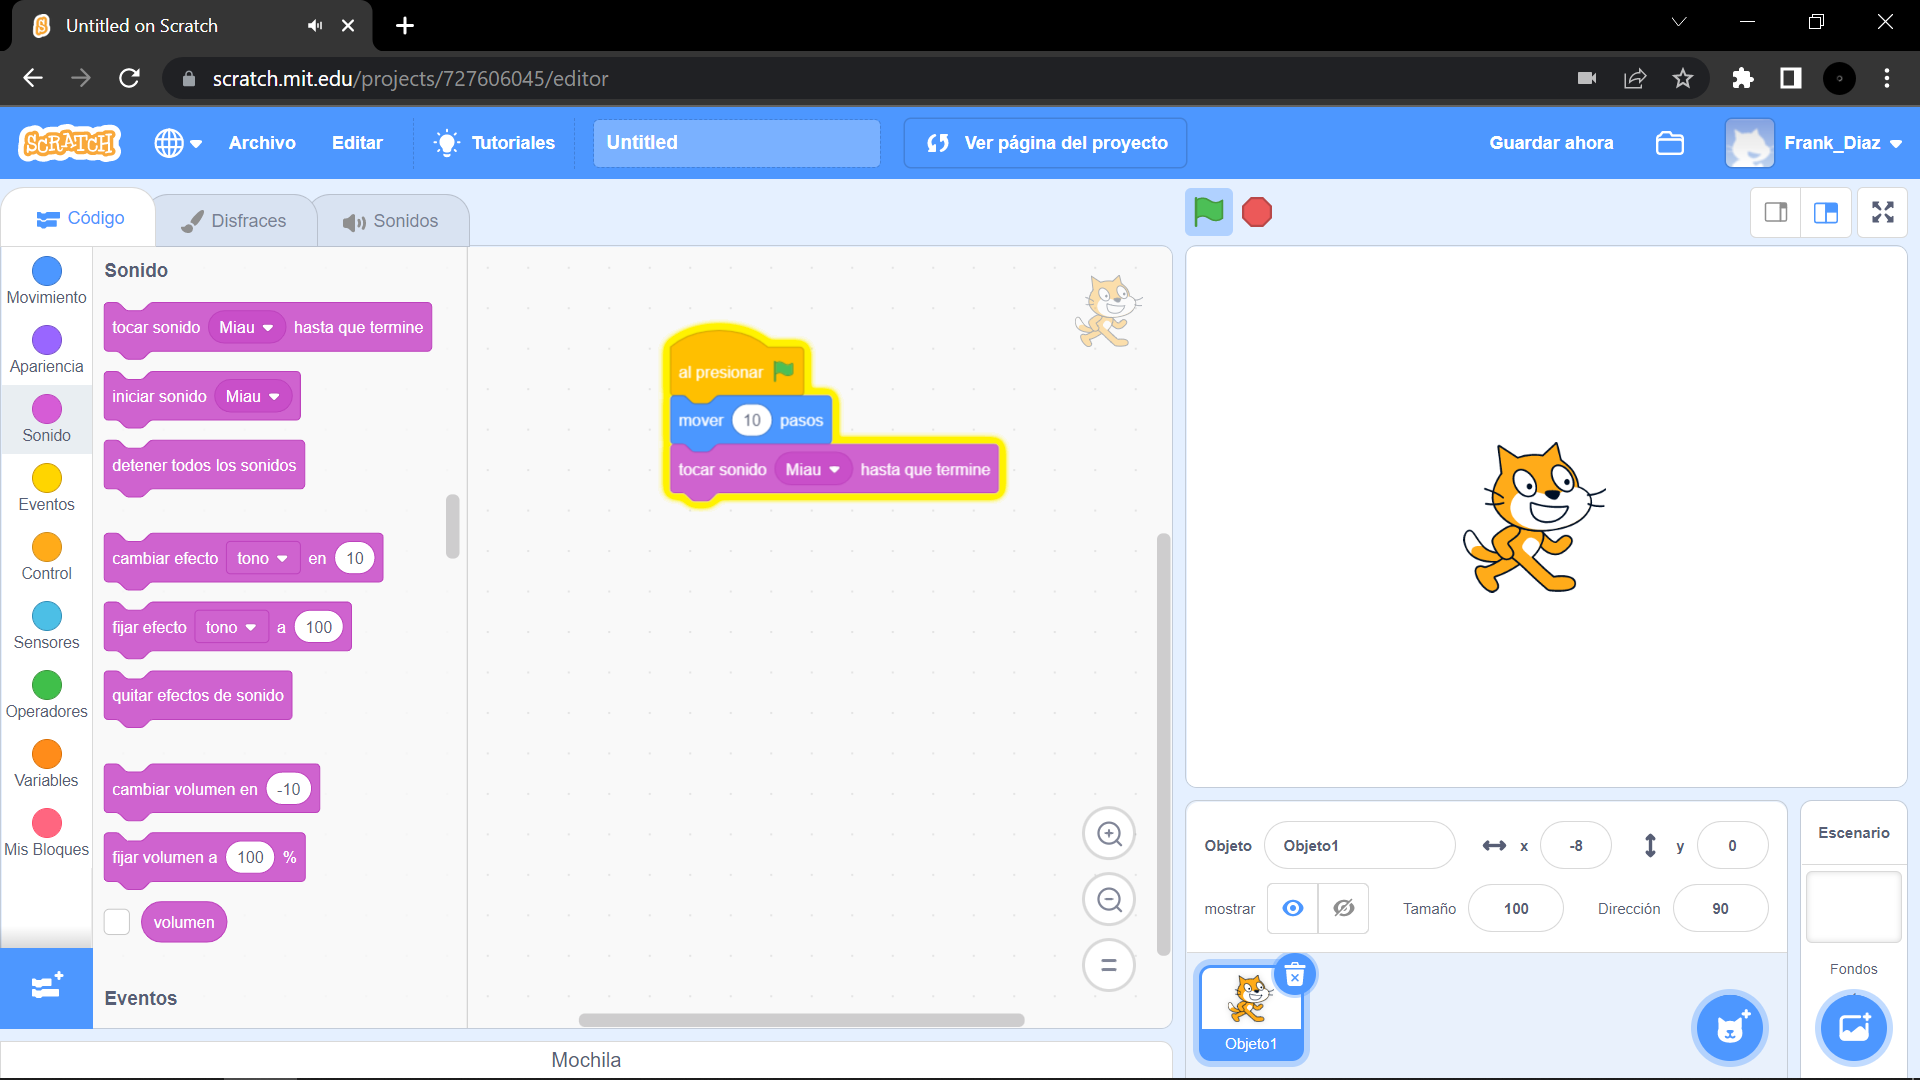 Untitled on Scratch
scratch.mit.edu/projects/727606045/editor
SCRATCH
Archivo
Editar
Tutoriales
Untitled
Ver página del proyecto
Guardar ahora
Frank_Diaz
Código
Disfraces
Sonidos
Movimiento
Apariencia
Sonido
Eventos
Control
Sensores
Operadores
Variables
Mis Bloques
Sonido
tocar sonido Miau hasta que termine
iniciar sonido Miau
detener todos los sonidos
cambiar efecto tono en 10
fijar efecto tono a 100
quitar efectos de sonido
cambiar volumen en -10
fijar volumen a 100 %
volumen
Eventos
al presionar
mover 10 pasos
tocar sonido Miau hasta que termine
Mochila
Objeto Objeto1 x -8 y 0
mostrar Tamaño 100 Dirección 90
Objeto1
Escenario
Fondos